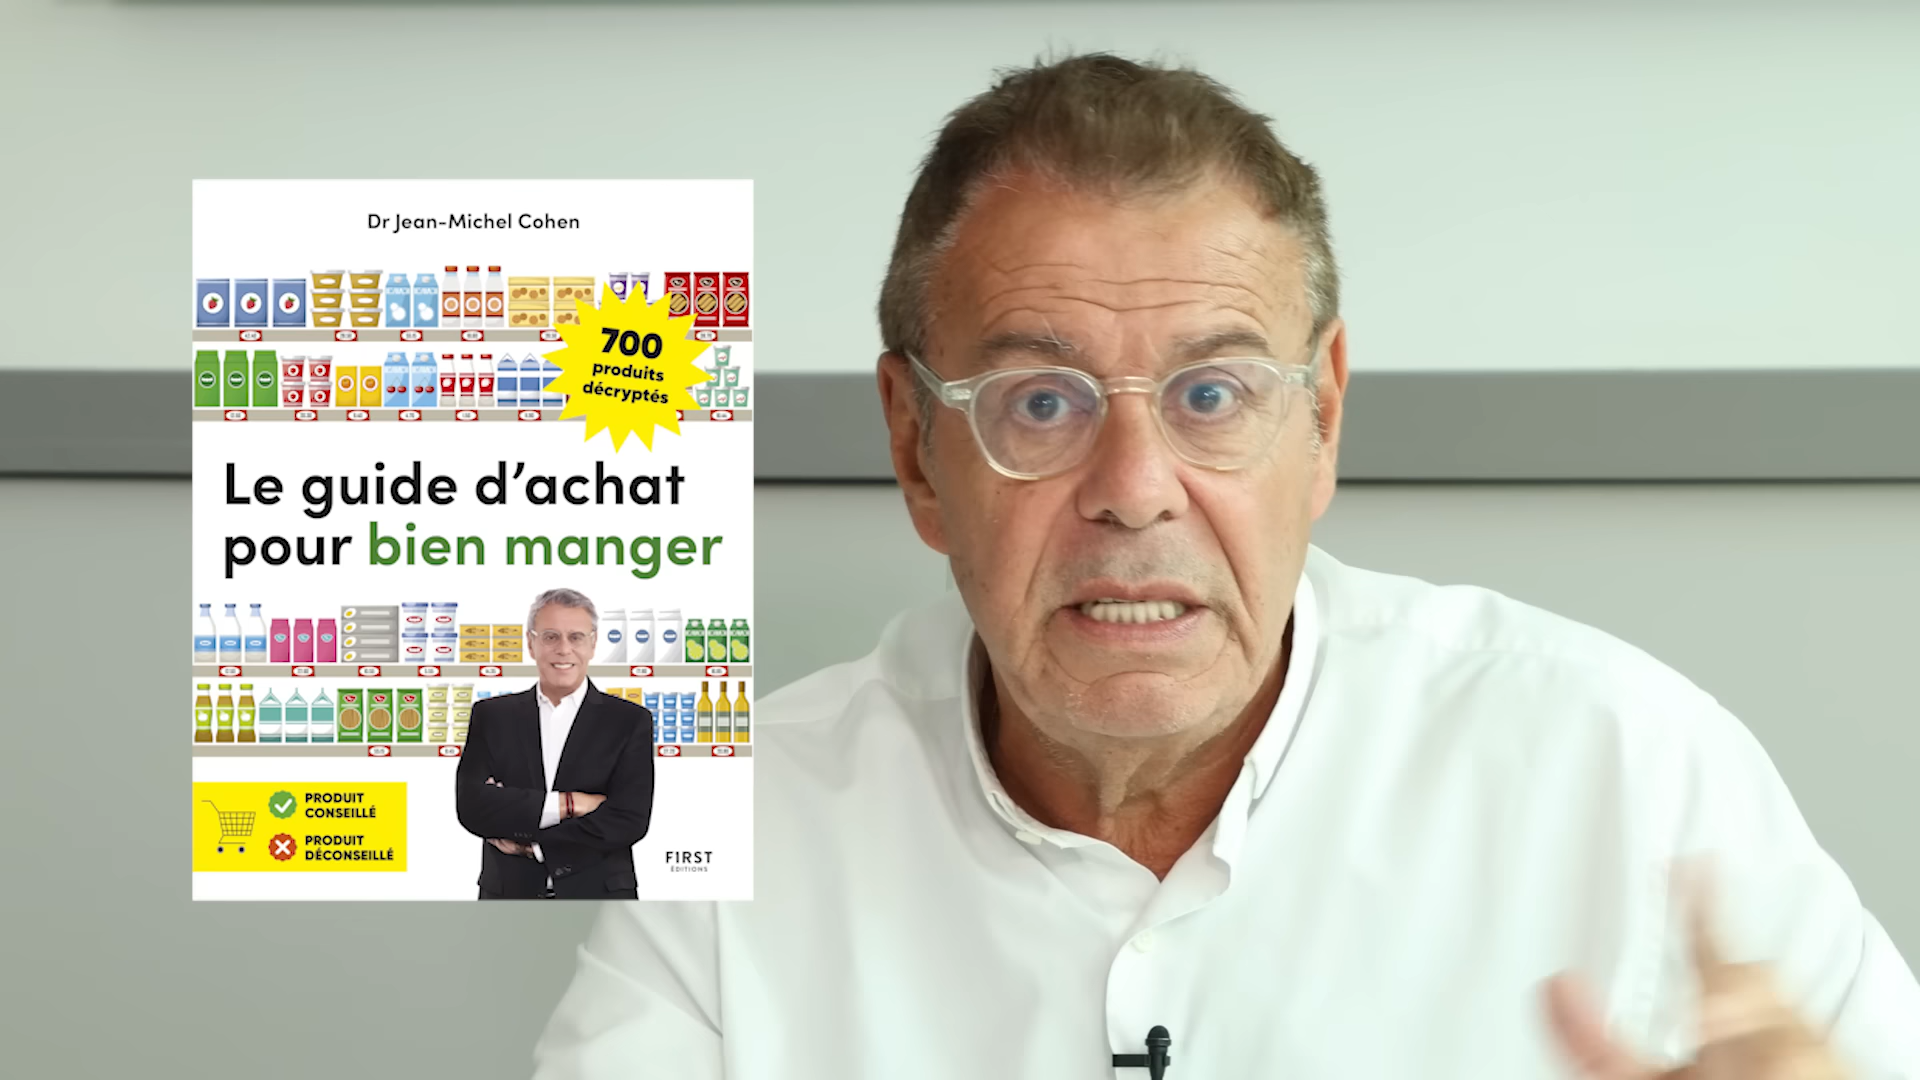 Dr Jean-Michel Cohen
700
produits
décryptés
Le guide d'achat
pour bien manger
PRODUIT
CONSEILLÉ
PRODUIT
DÉCONSEILLÉ
FIRST
ÉDITIONS